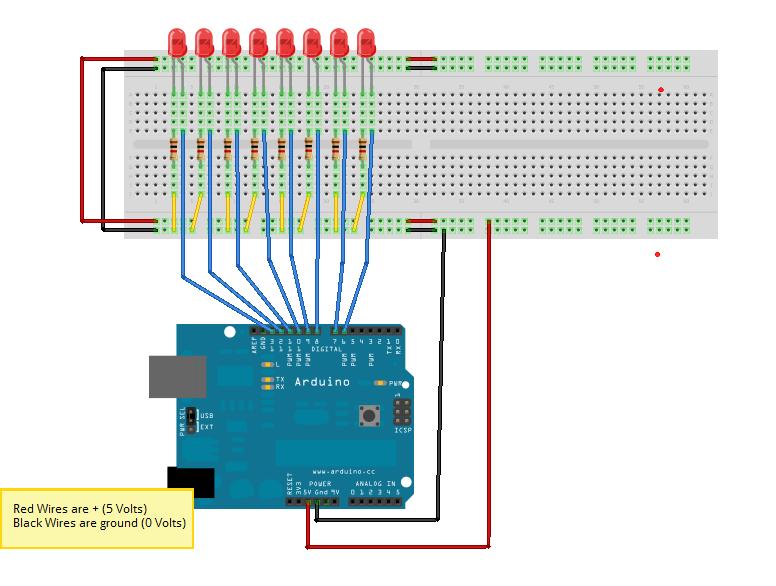 AREF
GND
13
12
11
10
9
8
7
6
5
4
3
2
1
0
PWM
PWM
PWM
PWM
PWM
PWM
TX
RX
DIGITAL
L
TX
RX
Arduino
PWR
PWR SEL
USB
EXT
ICSP
www.arduino.cc
POWER
ANALOG IN
RESET
3V3
5V Gnd 9V
0 1 2 3 4 5
Red Wires are + (5 Volts)
Black Wires are ground (0 Volts)